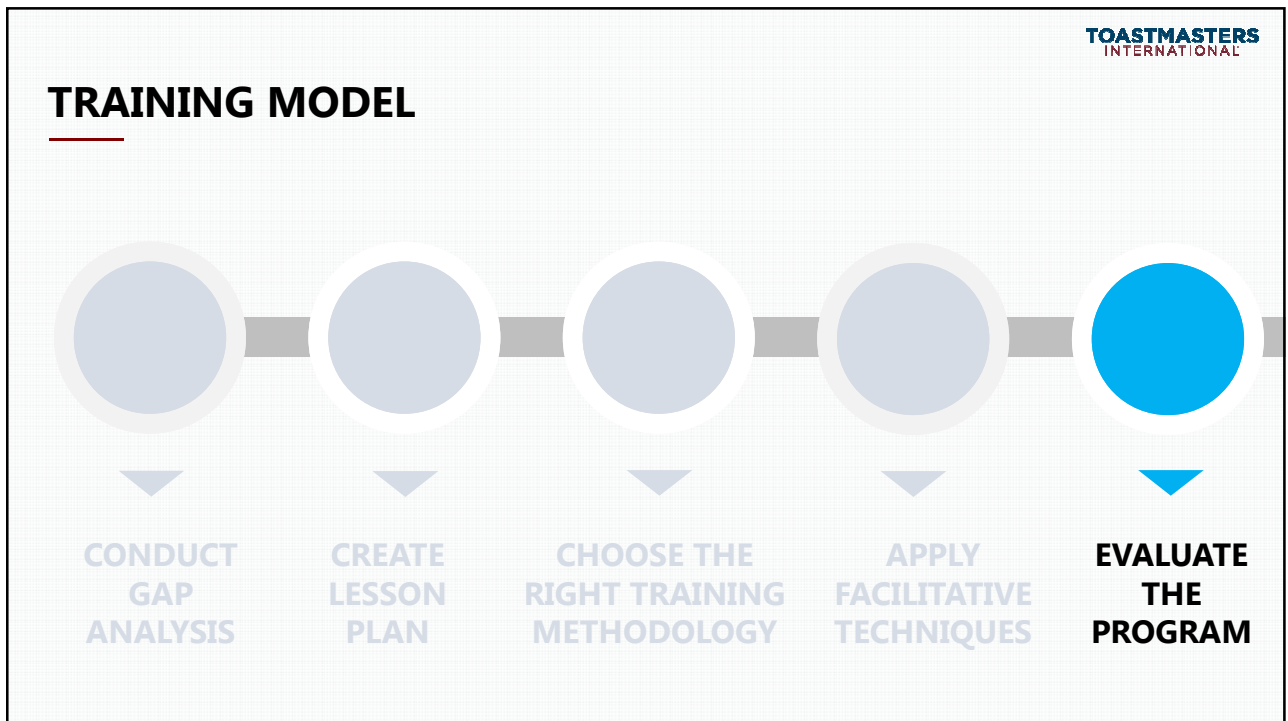 TOASTMASTERS
INTERNATIONAL
TRAINING MODEL
CONDUCT
GAP
ANALYSIS
CREATE
LESSON
PLAN
CHOOSE THE
RIGHT TRAINING
METHODOLOGY
APPLY
FACILITATIVE
TECHNIQUES
EVALUATE
THE
PROGRAM